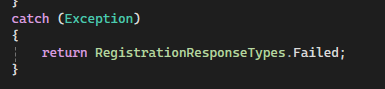 }
catch (Exception)
{
return RegistrationResponseTypes.Failed;
}